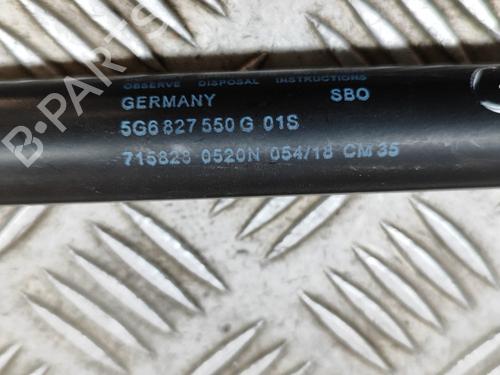 B-PARTS
OBSERVE DISPOSAL INSTRUCTIONS
GERMANY SBO
5G6 827 550 G 01S
715828 0520N 054/18 CM 35